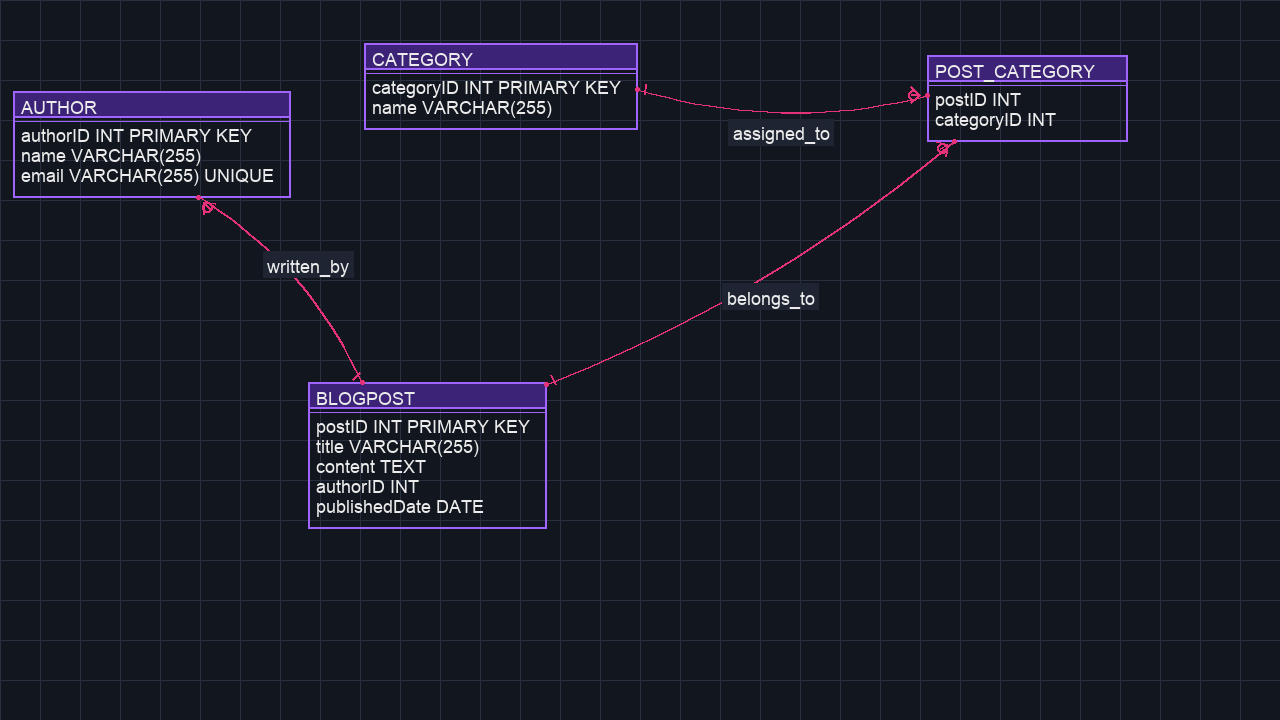 CATEGORY
categoryID INT PRIMARY KEY
name VARCHAR(255)
POST_CATEGORY
postID INT
categoryID INT
AUTHOR
authorID INT PRIMARY KEY
name VARCHAR(255)
email VARCHAR(255) UNIQUE
assigned_to
written_by
belongs_to
BLOGPOST
postID INT PRIMARY KEY
title VARCHAR(255)
content TEXT
authorID INT
publishedDate DATE